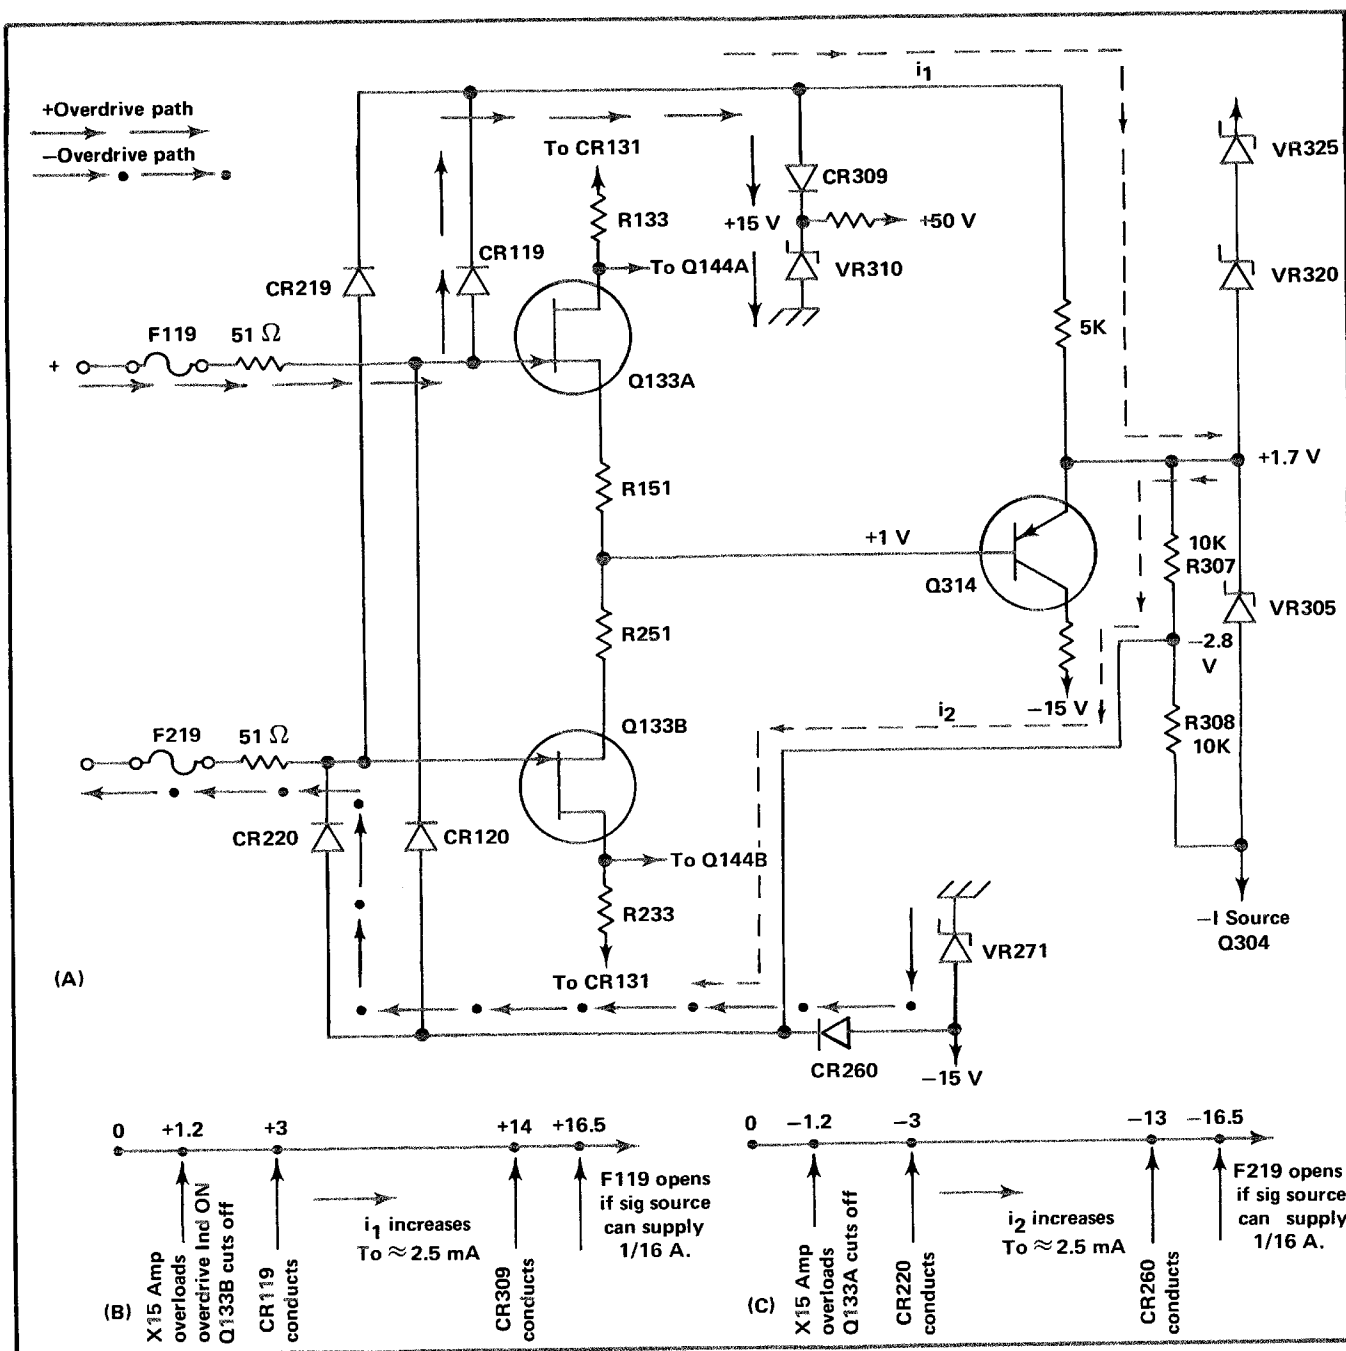 i1
+Overdrive path
−Overdrive path
To CR131
CR309
R133
+15 V
+50 V
VR325
CR119
To Q144A
VR310
VR320
CR219
F119
51 Ω
5K
+
Q133A
+1.7 V
R151
+1 V
10K
R307
Q314
VR305
R251
−2.8
V
Q133B
i2
−15 V
R308
10K
F219
51 Ω
CR220
CR120
To Q144B
R233
VR271
−I Source
Q304
(A)
To CR131
CR260
−15 V
0
+1.2
+3
+14
+16.5
X15 Amp
overloads
overdrive Ind ON
Q133B cuts off
CR119
conducts
i1 increases
To ≈ 2.5 mA
CR309
conducts
F119 opens
if sig source
can supply
1/16 A.
(B)
0
−1.2
−3
−13
−16.5
X15 Amp
overloads
Q133A cuts off
CR220
conducts
i2 increases
To ≈ 2.5 mA
CR260
conducts
F219 opens
if sig source
can supply
1/16 A.
(C)